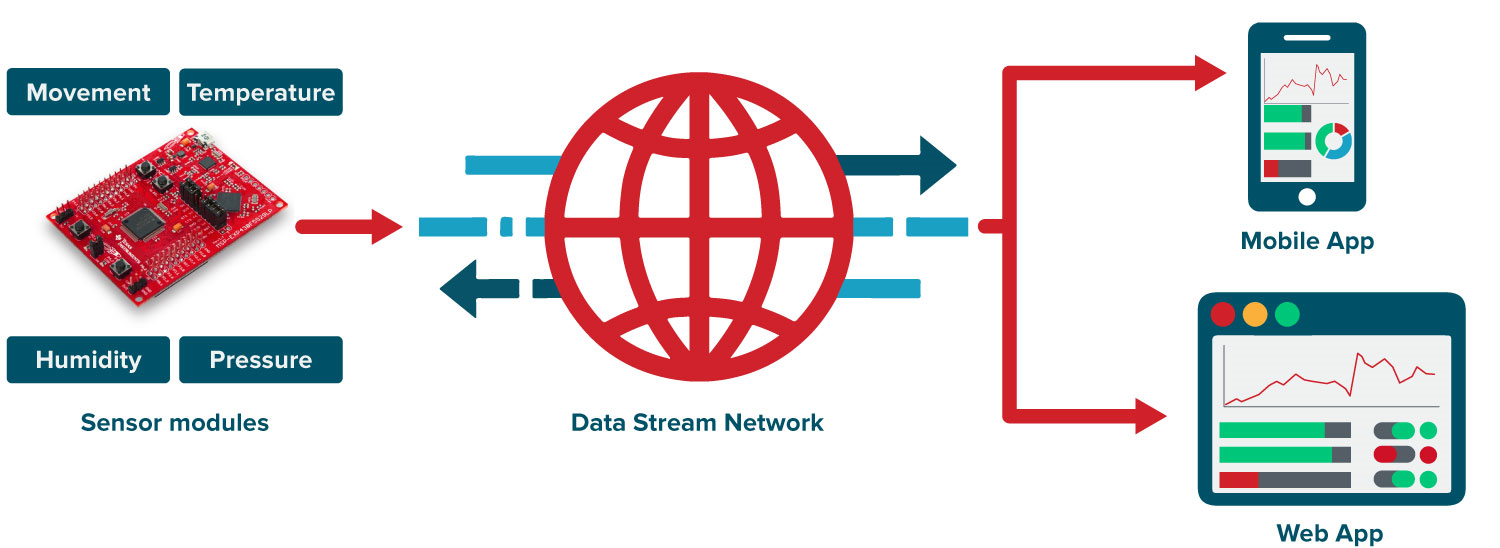 Movement
Temperature
Humidity
Pressure
Sensor modules
Data Stream Network
Mobile App
Web App